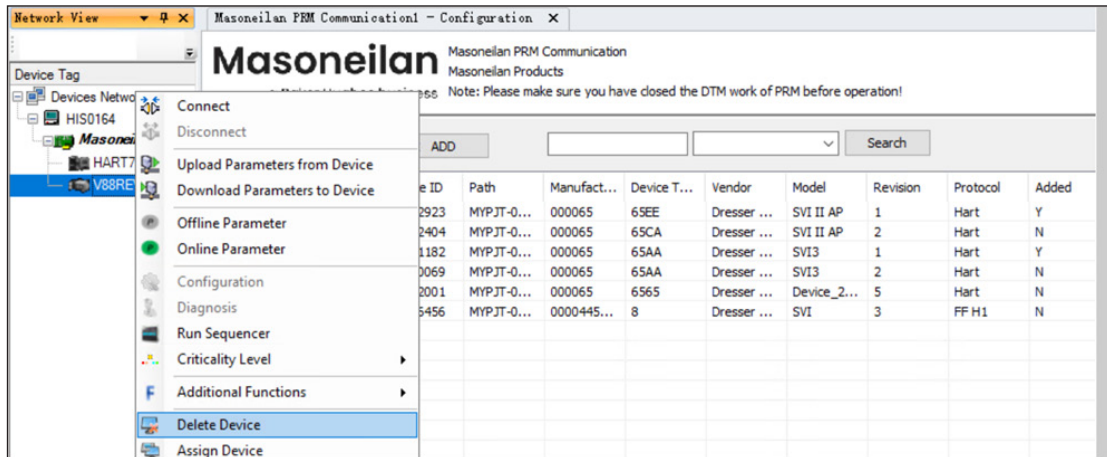 Network View
Masoneilan PRM Communication1 - Configuration
Masoneilan
Masoneilan PRM Communication
Masoneilan Products
Note: Please make sure you have closed the DTM work of PRM before operation!
Device Tag
Devices Netwo
HIS0164
Masonei
HART7
V88RE
Connect
Disconnect
Upload Parameters from Device
Download Parameters to Device
Offline Parameter
Online Parameter
Configuration
Diagnosis
Run Sequencer
Criticality Level
Additional Functions
Delete Device
Assign Device
ADD
Search
e ID Path Manufact... Device T... Vendor Model Revision Protocol Added
2923 MYPJT-0... 000065 65EE Dresser ... SVI II AP 1 Hart Y
2404 MYPJT-0... 000065 65CA Dresser ... SVI II AP 2 Hart N
1182 MYPJT-0... 000065 65AA Dresser ... SVI3 1 Hart Y
0069 MYPJT-0... 000065 65AA Dresser ... SVI3 2 Hart N
2001 MYPJT-0... 000065 6565 Dresser ... Device_2... 5 Hart N
5456 MYPJT-0... 0000445... 8 Dresser ... SVI 3 FF H1 N